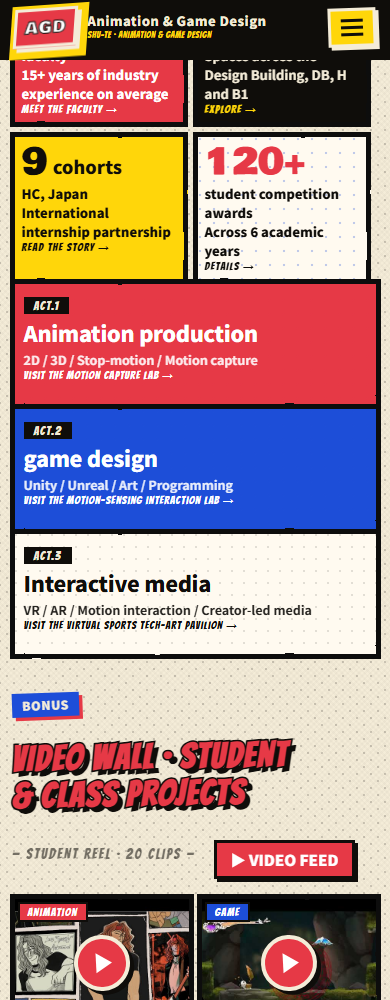 AGD
Animation & Game Design
SHU-TE · ANIMATION & GAME DESIGN
15+ years of industry
experience on average
MEET THE FACULTY →
Design Building, DB, H
and B1
EXPLORE →
9 cohorts
HC, Japan
International
internship partnership
READ THE STORY →
120+
student competition
awards
Across 6 academic
years
DETAILS →
ACT.1
Animation production
2D / 3D / Stop-motion / Motion capture
VISIT THE MOTION CAPTURE LAB →
ACT.2
game design
Unity / Unreal / Art / Programming
VISIT THE MOTION-SENSING INTERACTION LAB →
ACT.3
Interactive media
VR / AR / Motion interaction / Creator-led media
VISIT THE VIRTUAL SPORTS TECH-ART PAVILION →
BONUS
VIDEO WALL · STUDENT
& CLASS PROJECTS
— STUDENT REEL · 20 CLIPS —
▶ VIDEO FEED
ANIMATION
GAME